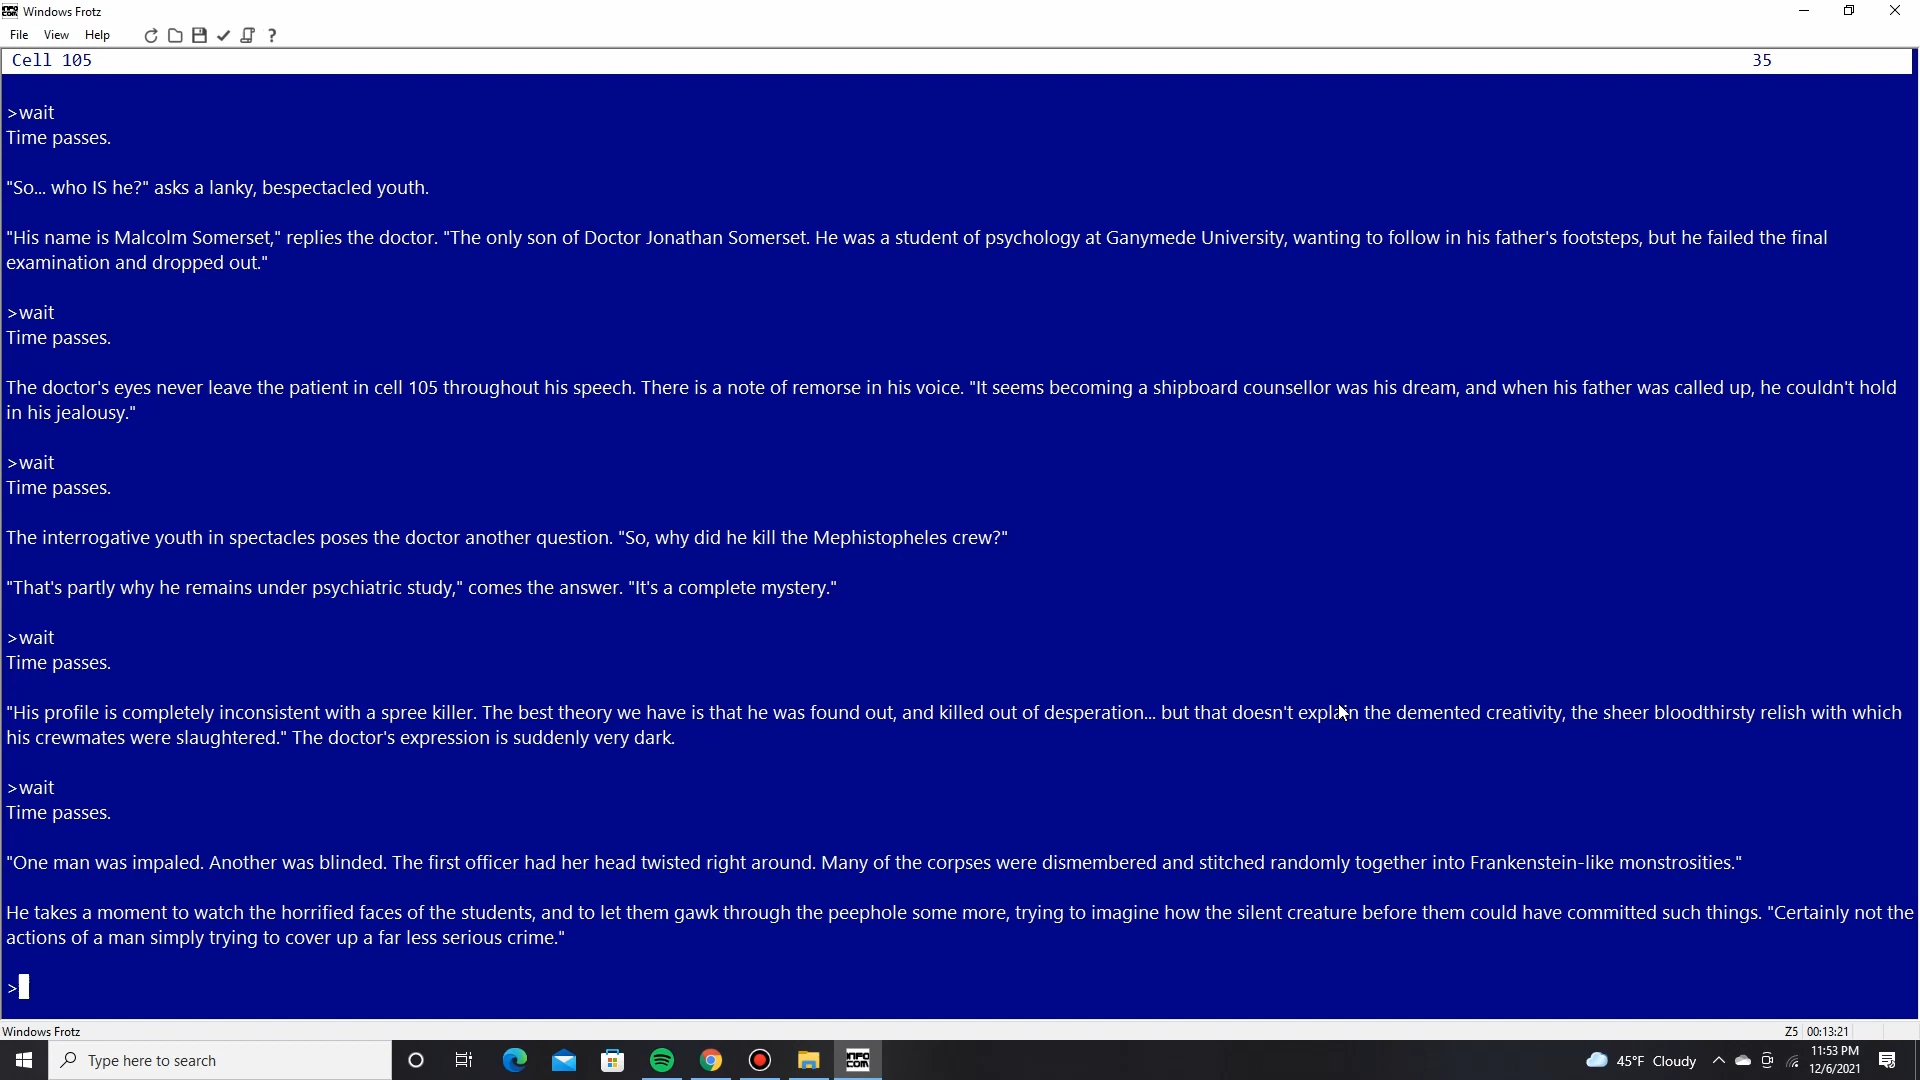 Windows Frotz
File View Help
Cell 105 35
>wait
Time passes.
"So... who IS he?" asks a lanky, bespectacled youth.
"His name is Malcolm Somerset," replies the doctor. "The only son of Doctor Jonathan Somerset. He was a student of psychology at Ganymede University, wanting to follow in his father's footsteps, but he failed the final
examination and dropped out."
>wait
Time passes.
The doctor's eyes never leave the patient in cell 105 throughout his speech. There is a note of remorse in his voice. "It seems becoming a shipboard counsellor was his dream, and when his father was called up, he couldn't hold
in his jealousy."
>wait
Time passes.
The interrogative youth in spectacles poses the doctor another question. "So, why did he kill the Mephistopheles crew?"
"That's partly why he remains under psychiatric study," comes the answer. "It's a complete mystery."
>wait
Time passes.
"His profile is completely inconsistent with a spree killer. The best theory we have is that he was found out, and killed out of desperation... but that doesn't explain the demented creativity, the sheer bloodthirsty relish with which
his crewmates were slaughtered." The doctor's expression is suddenly very dark.
>wait
Time passes.
"One man was impaled. Another was blinded. The first officer had her head twisted right around. Many of the corpses were dismembered and stitched randomly together into Frankenstein-like monstrosities."
He takes a moment to watch the horrified faces of the students, and to let them gawk through the peephole some more, trying to imagine how the silent creature before them could have committed such things. "Certainly not the
actions of a man simply trying to cover up a far less serious crime."
>
Windows Frotz Z5 00:13:21
Type here to search INFO COM 45°F Cloudy 11:53 PM
12/6/2021